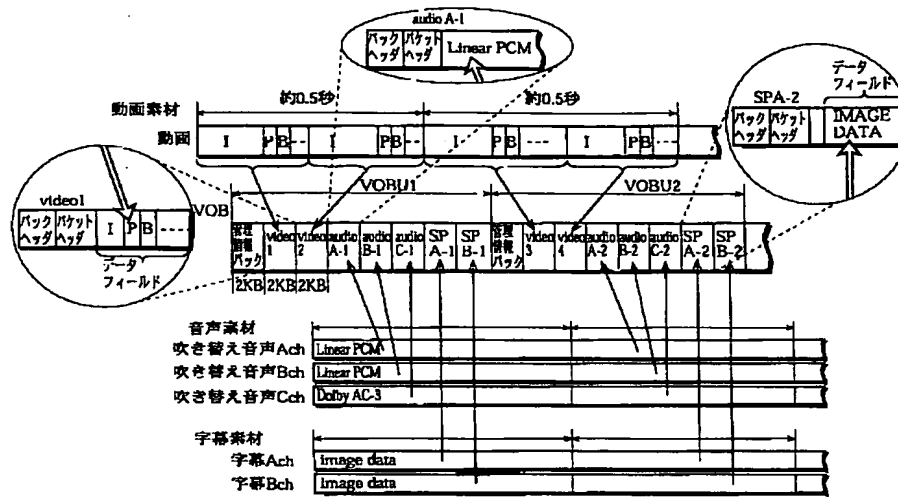 audio A-1
パック ヘッダ
パケット ヘッダ
Linear PCM
動画素材
約0.5秒
約0.5秒
動画
I P B --- I P B --- I P B --- I P B ---
SPA-2
データ フィールド
パック ヘッダ
パケット ヘッダ
IMAGE DATA
video1
パック ヘッダ
パケット ヘッダ
I P B ----
データ フィールド
VOB
VOBU1
VOBU2
管理 情報 パック
video 1
video 2
audio A-1
audio B-1
audio C-1
SP A-1
SP B-1
管理 情報 パック
video 3
video 4
audio A-2
audio B-2
audio C-2
SP A-2
SP B-2
2KB 2KB 2KB
音声素材
吹き替え音声Ach Linear PCM
吹き替え音声Bch Linear PCM
吹き替え音声Cch Dolby AC-3
字幕素材
字幕Ach image data
字幕Bch image data